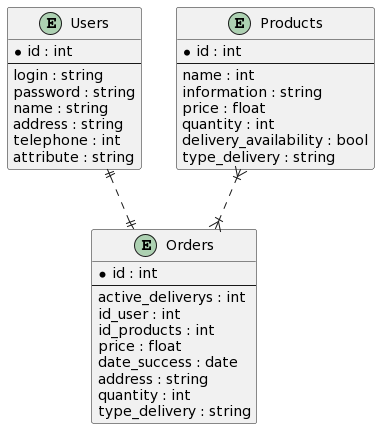 E Users
* id : int
login : string
password : string
name : string
address : string
telephone : int
attribute : string
E Products
* id : int
name : int
information : string
price : float
quantity : int
delivery_availability : bool
type_delivery : string
E Orders
* id : int
active_deliverys : int
id_user : int
id_products : int
price : float
date_success : date
address : string
quantity : int
type_delivery : string